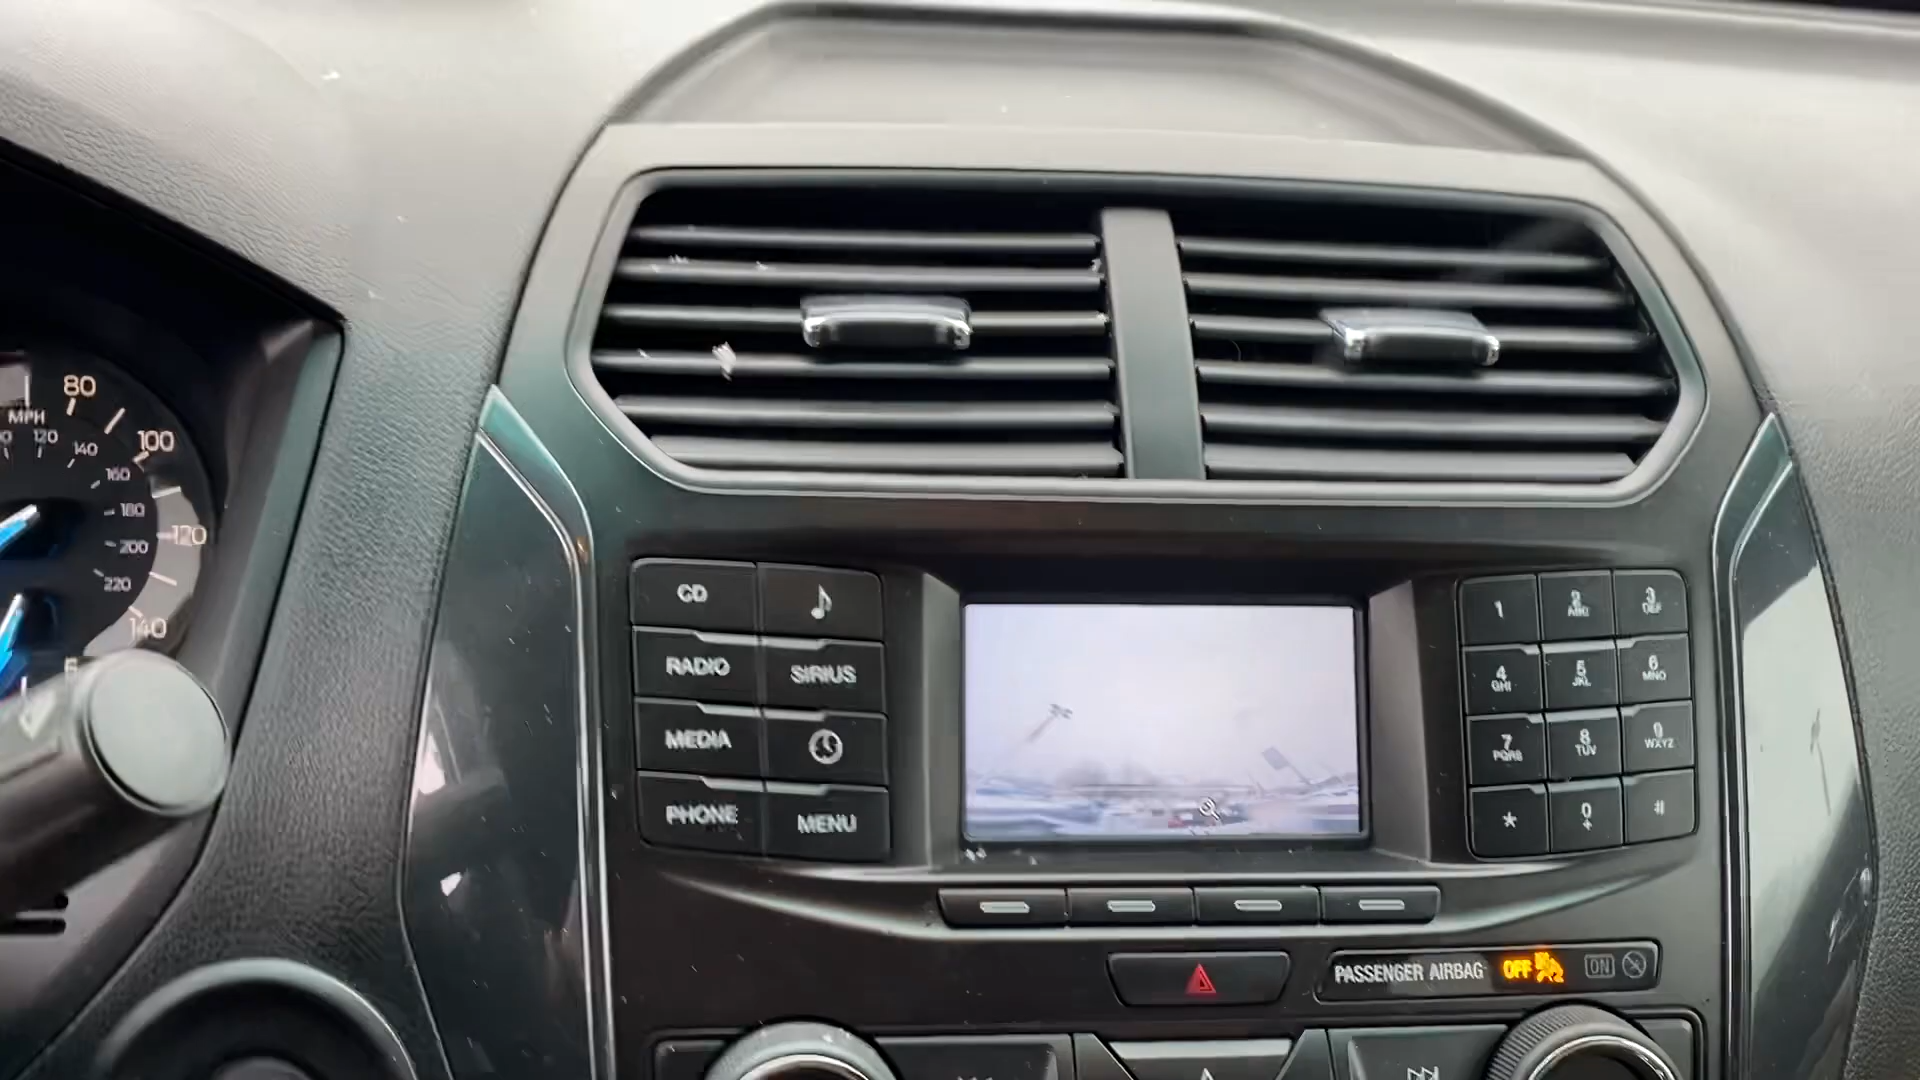 80
MPH
100
120
140
160
180
200
220
120
140
CD
RADIO
SIRIUS
MEDIA
PHONE
MENU
1
2
ABC
3
DEF
4
GHI
5
JKL
6
MNO
7
PQRS
8
TUV
9
WXYZ
*
0
+
#
PASSENGER AIRBAG OFF ON